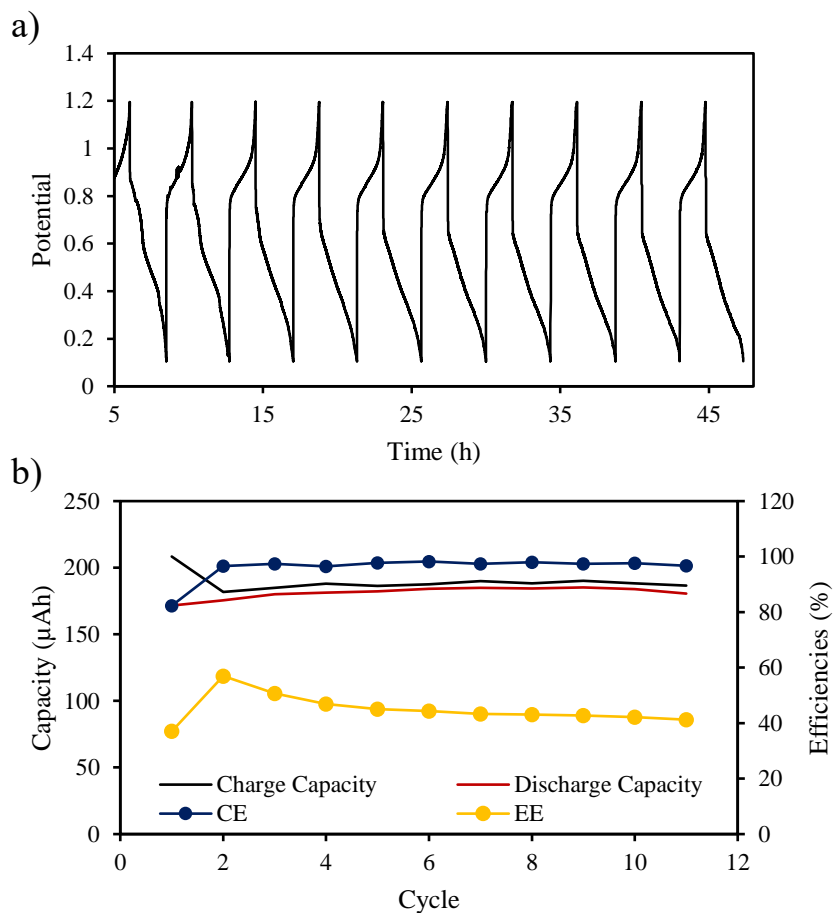 a)
1.4
1.2
1
0.8
0.6
0.4
0.2
0
Potential
5 15 25 35 45
Time (h)
b)
250
200
150
100
50
0
Capacity (µAh)
120
100
80
60
40
20
0
Efficiencies (%)
Charge Capacity Discharge Capacity
CE EE
0 2 4 6 8 10 12
Cycle